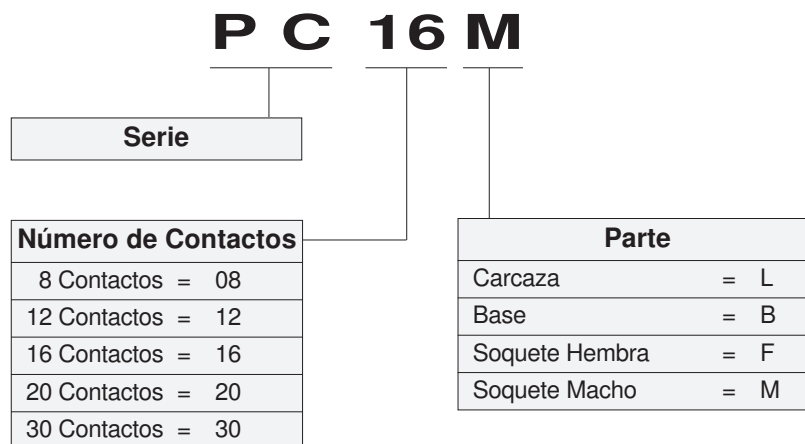 PC 16 M
Serie
Número de Contactos
8 Contactos = 08
12 Contactos = 12
16 Contactos = 16
20 Contactos = 20
30 Contactos = 30
Parte
Carcaza = L
Base = B
Soquete Hembra = F
Soquete Macho = M